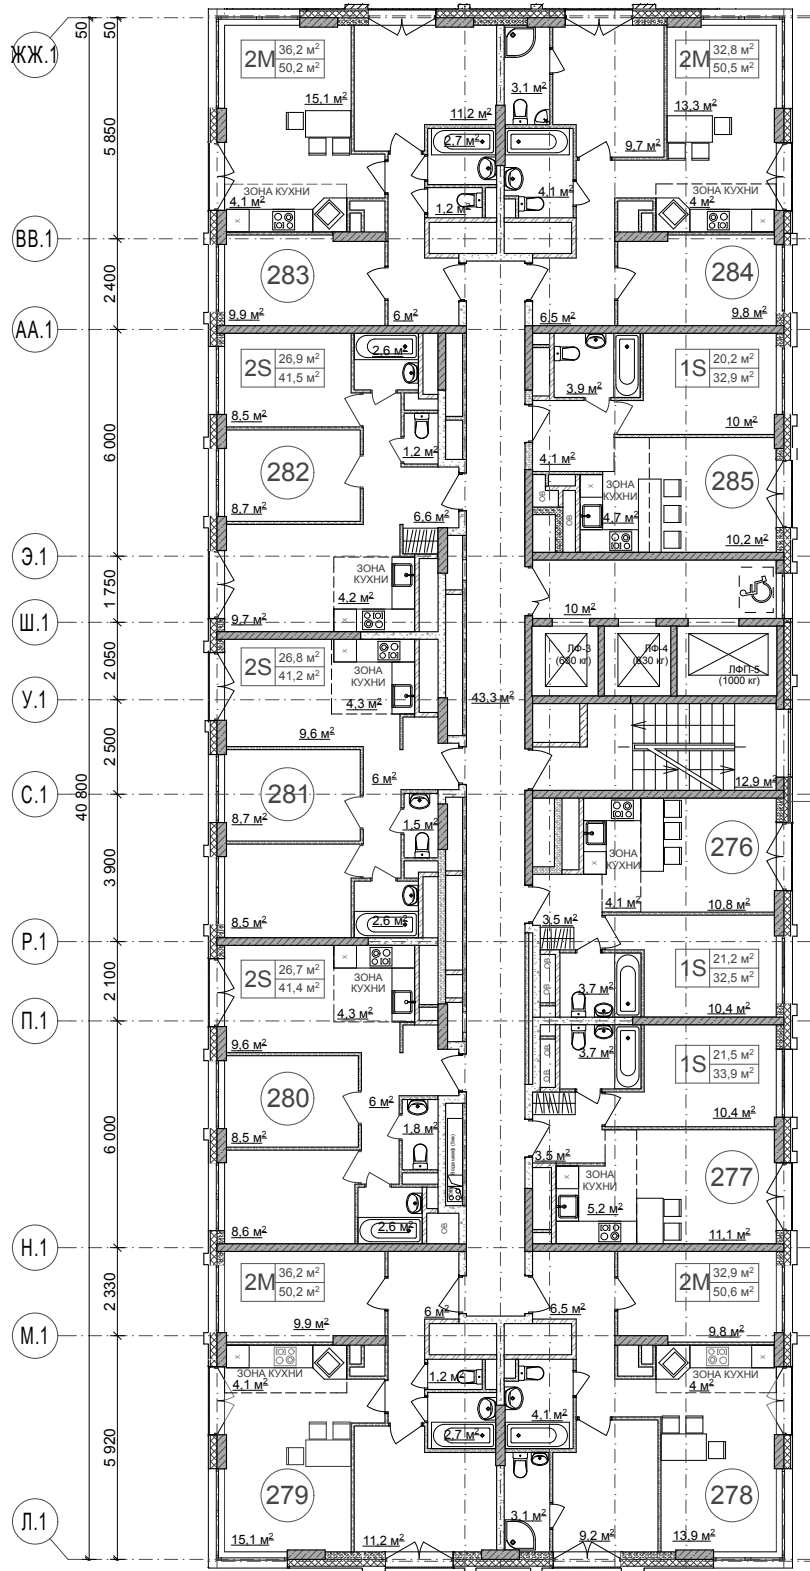 50
50
ЖЖ.1
5 850
ВВ.1
2 400
АА.1
6 000
Э.1
1 750
Ш.1
2 050
У.1
2 500
С.1
40 800
3 900
Р.1
2 100
П.1
6 000
Н.1
2 330
М.1
5 920
Л.1
2М
36,2 м²
50,2 м²
15,1 м²
11,2 м²
2,7 м²
ЗОНА КУХНИ
4,1 м²
1,2 м²
283
9,9 м²
6 м²
2М
32,8 м²
50,5 м²
3,1 м²
13,3 м²
9,7 м²
4,1 м²
ЗОНА КУХНИ
4 м²
284
6,5 м²
9,8 м²
2S
26,9 м²
41,5 м²
2,6 м²
8,5 м²
1,2 м²
282
8,7 м²
6,6 м²
ЗОНА
КУХНИ
4,2 м²
9,7 м²
1S
20,2 м²
32,9 м²
3,9 м²
10 м²
4,1 м²
285
ЗОНА
КУХНИ
4,7 м²
ОВ
ОВ
10,2 м²
10 м²
ЛФ-3
(630 кг)
ЛФ-4
(630 кг)
ЛФП-5
(1000 кг)
43,3 м²
12,9 м²
2S
26,8 м²
41,2 м²
ЗОНА
КУХНИ
4,3 м²
9,6 м²
6 м²
281
8,7 м²
1,5 м²
8,5 м²
2,6 м²
276
ЗОНА
КУХНИ
4,1 м²
10,8 м²
3,5 м²
1S
21,2 м²
32,5 м²
ОВ
ОВ
3,7 м²
10,4 м²
2S
26,7 м²
41,4 м²
ЗОНА
КУХНИ
4,3 м²
9,6 м²
280
6 м²
8,5 м²
1,8 м²
8,6 м²
2,6 м²
ОВ
3,7 м²
ОВ
ОВ
1S
21,5 м²
33,9 м²
10,4 м²
3,5 м²
277
ЗОНА
КУХНИ
5,2 м²
11,1 м²
2М
36,2 м²
50,2 м²
9,9 м²
6 м²
ЗОНА КУХНИ
4,1 м²
1,2 м²
2,7 м²
279
15,1 м²
11,2 м²
2М
32,9 м²
50,6 м²
6,5 м²
9,8 м²
ЗОНА КУХНИ
4 м²
4,1 м²
278
3,1 м²
9,2 м²
13,9 м²